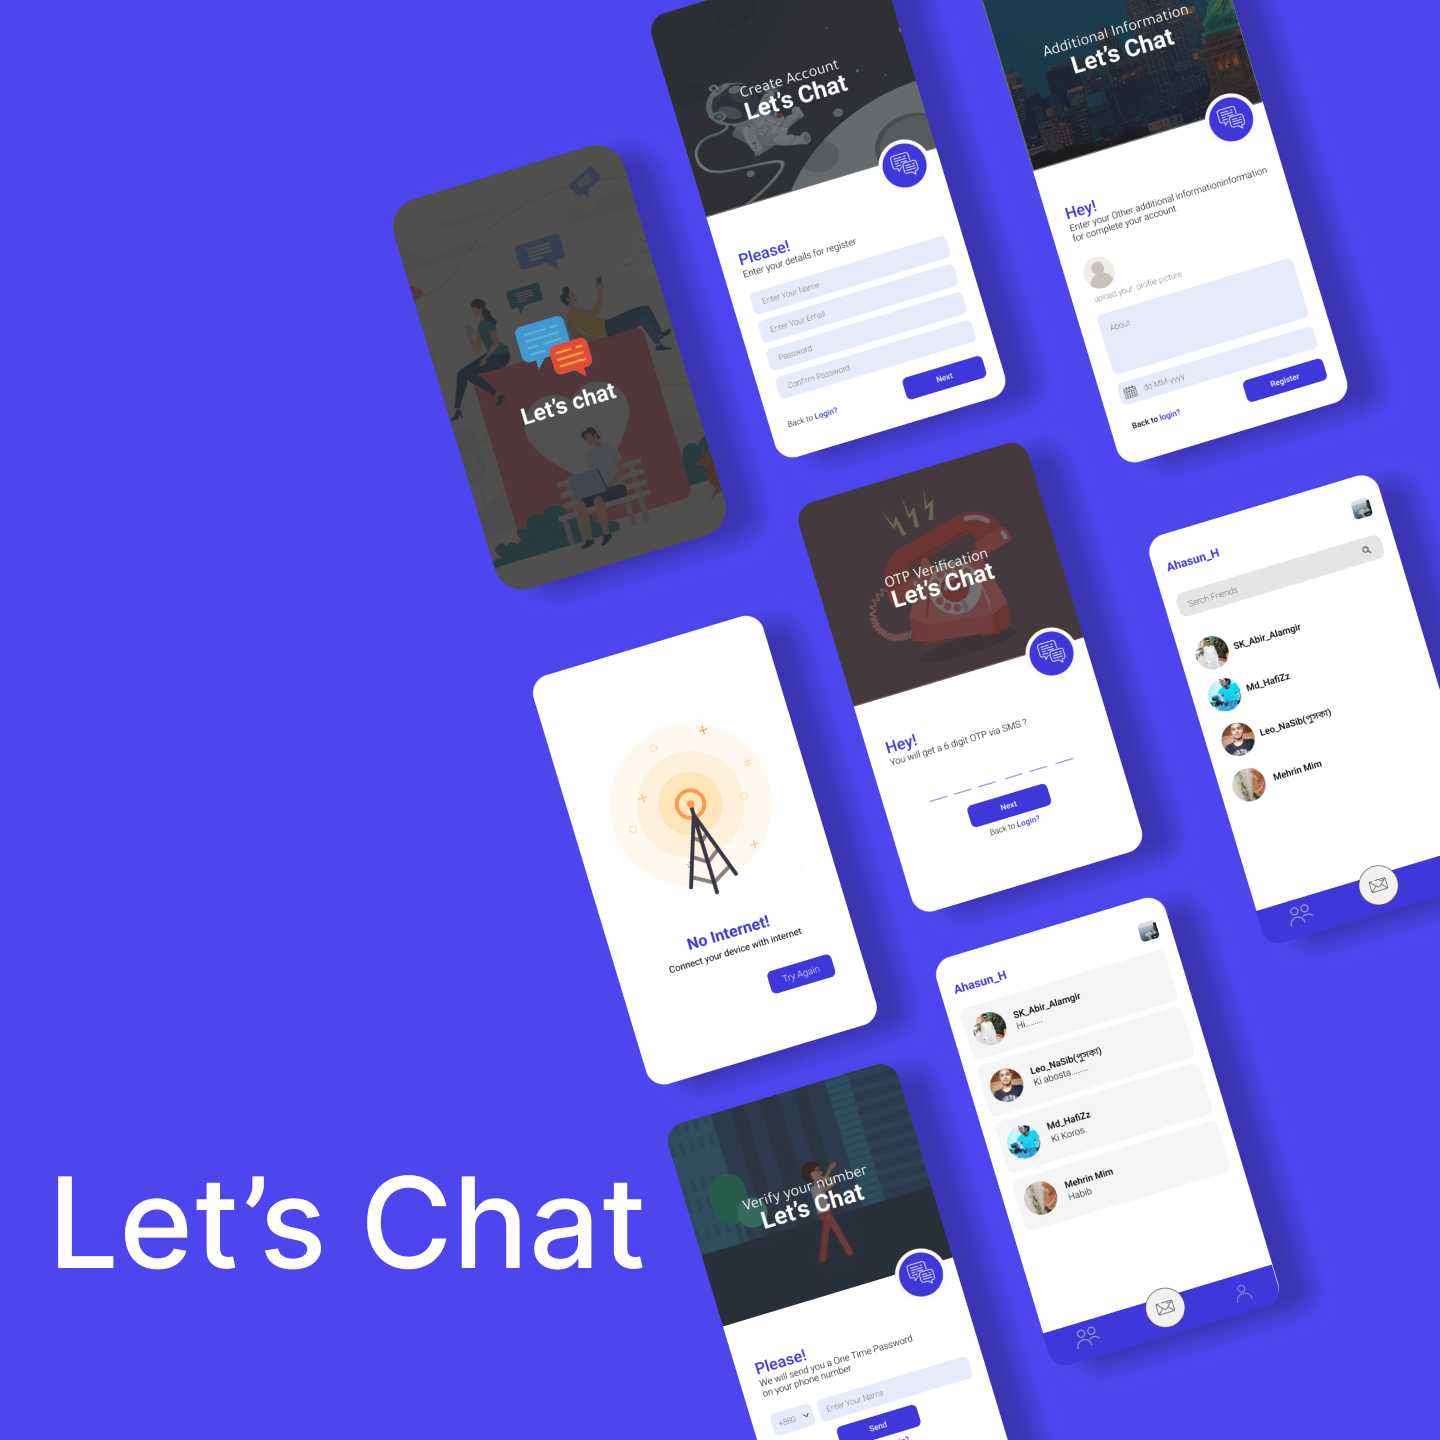 Create Account
Let's Chat
Please!
Enter your details for register
Enter Your Name
Enter Your Email
Password
Confirm Password
Next
Back to Login?
Additional Information
Let's Chat
Hey!
Enter your Other additional informationinformation
for complete your account
upload your profile picture
About
dd-MM-yyyy
Register
Back to login?
Let's chat
OTP Verification
Let's Chat
Hey!
You will get a 6 digit OTP via SMS ?
Next
Back to Login?
Ahasun_H
Serch Friends
SK_Abir_Alamgir
Md_HafiZz
Leo_NaSib(পুসকা)
Mehrin Mim
No Internet!
Connect your device with internet
Try Again
Ahasun_H
SK_Abir_Alamgir
Hi.......
Leo_NaSib(পুসকা)
Ki abosta........
Md_HafiZz
Ki Koros.
Mehrin Mim
Habib
Verify your number
Let's Chat
Please!
We will send you a One Time Password
on your phone number
+880
Enter Your Name
Send
Let’s Chat